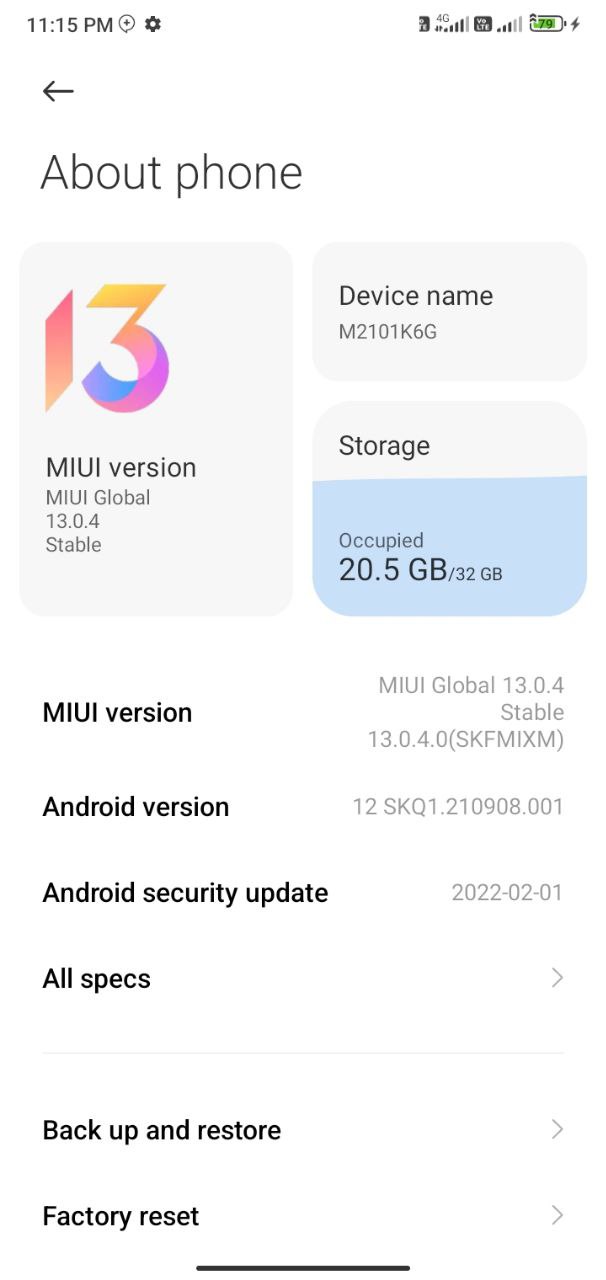 11:15 PM
4G
Vo
LTE
79
About phone
13
MIUI version
MIUI Global
13.0.4
Stable
Device name
M2101K6G
Storage
Occupied
20.5 GB/32 GB
MIUI version
MIUI Global 13.0.4
Stable
13.0.4.0(SKFMIXM)
Android version
12 SKQ1.210908.001
Android security update
2022-02-01
All specs
Back up and restore
Factory reset